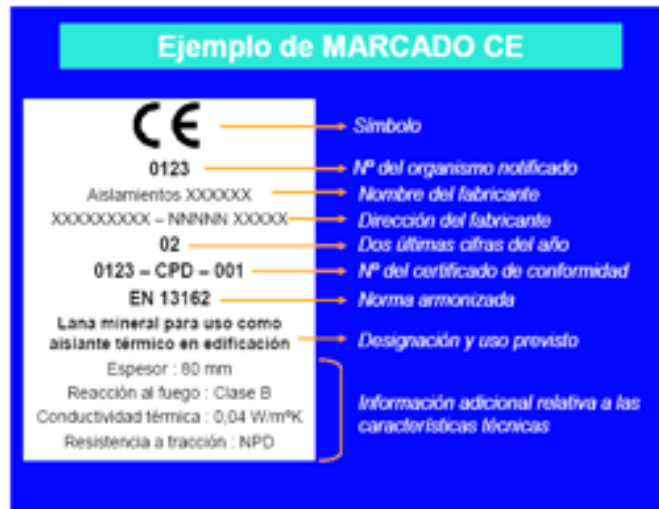 Ejemplo de MARCADO CE
CE
Símbolo
0123
Nº del organismo notificado
Aislamientos XXXXXX
Nombre del fabricante
XXXXXXXXX – NNNNN XXXXX
Dirección del fabricante
02
Dos últimas cifras del año
0123 – CPD – 001
Nº del certificado de conformidad
EN 13162
Norma armonizada
Lana mineral para uso como
aislante térmico en edificación
Designación y uso previsto
Espesor : 80 mm
Reacción al fuego : Clase B
Conductividad térmica : 0,04 W/mºK
Resistencia a tracción : NPD
Información adicional relativa a las
características técnicas